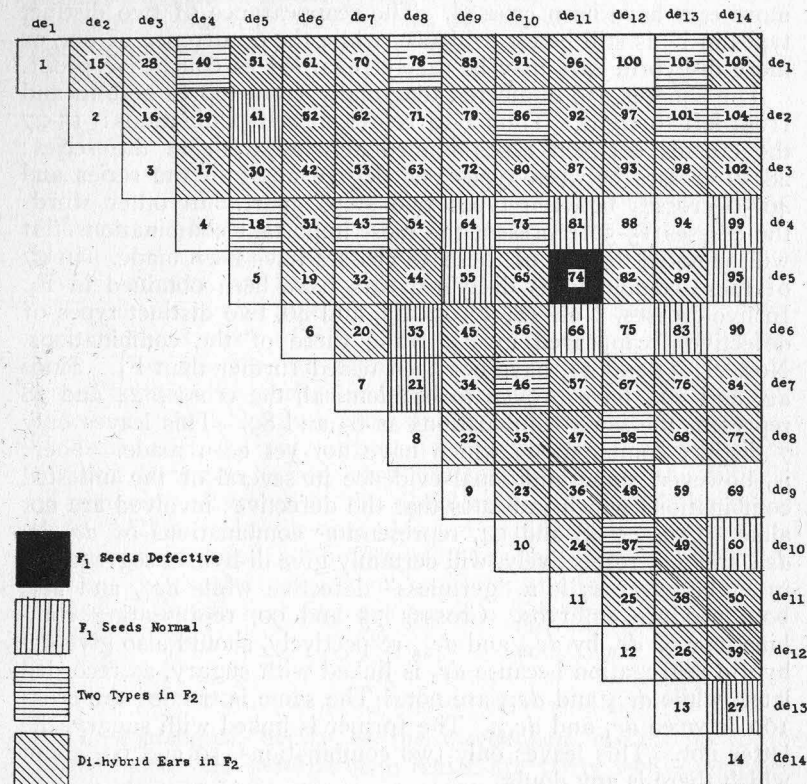 de₁ de₂ de₃ de₄ de₅ de₆ de₇ de₈ de₉ de₁₀ de₁₁ de₁₂ de₁₃ de₁₄
1 15 28 40 51 61 70 78 85 91 96 100 103 105 de₁
2 16 29 41 52 62 71 79 86 92 97 101 104 de₂
3 17 30 42 53 63 72 80 87 93 98 102 de₃
4 18 31 43 54 64 73 81 88 94 99 de₄
5 19 32 44 55 65 74 82 89 95 de₅
6 20 33 45 56 66 75 83 90 de₆
7 21 34 46 57 67 76 84 de₇
8 22 35 47 58 68 77 de₈
9 23 36 48 59 69 de₉
10 24 37 49 60 de₁₀
25 38 50 de₁₁
12 26 39 de₁₂
13 27 de₁₃
14 de₁₄
F₁ Seeds Defective
F₁ Seeds Normal
Two Types in F₂
Di-hybrid Ears in F₂